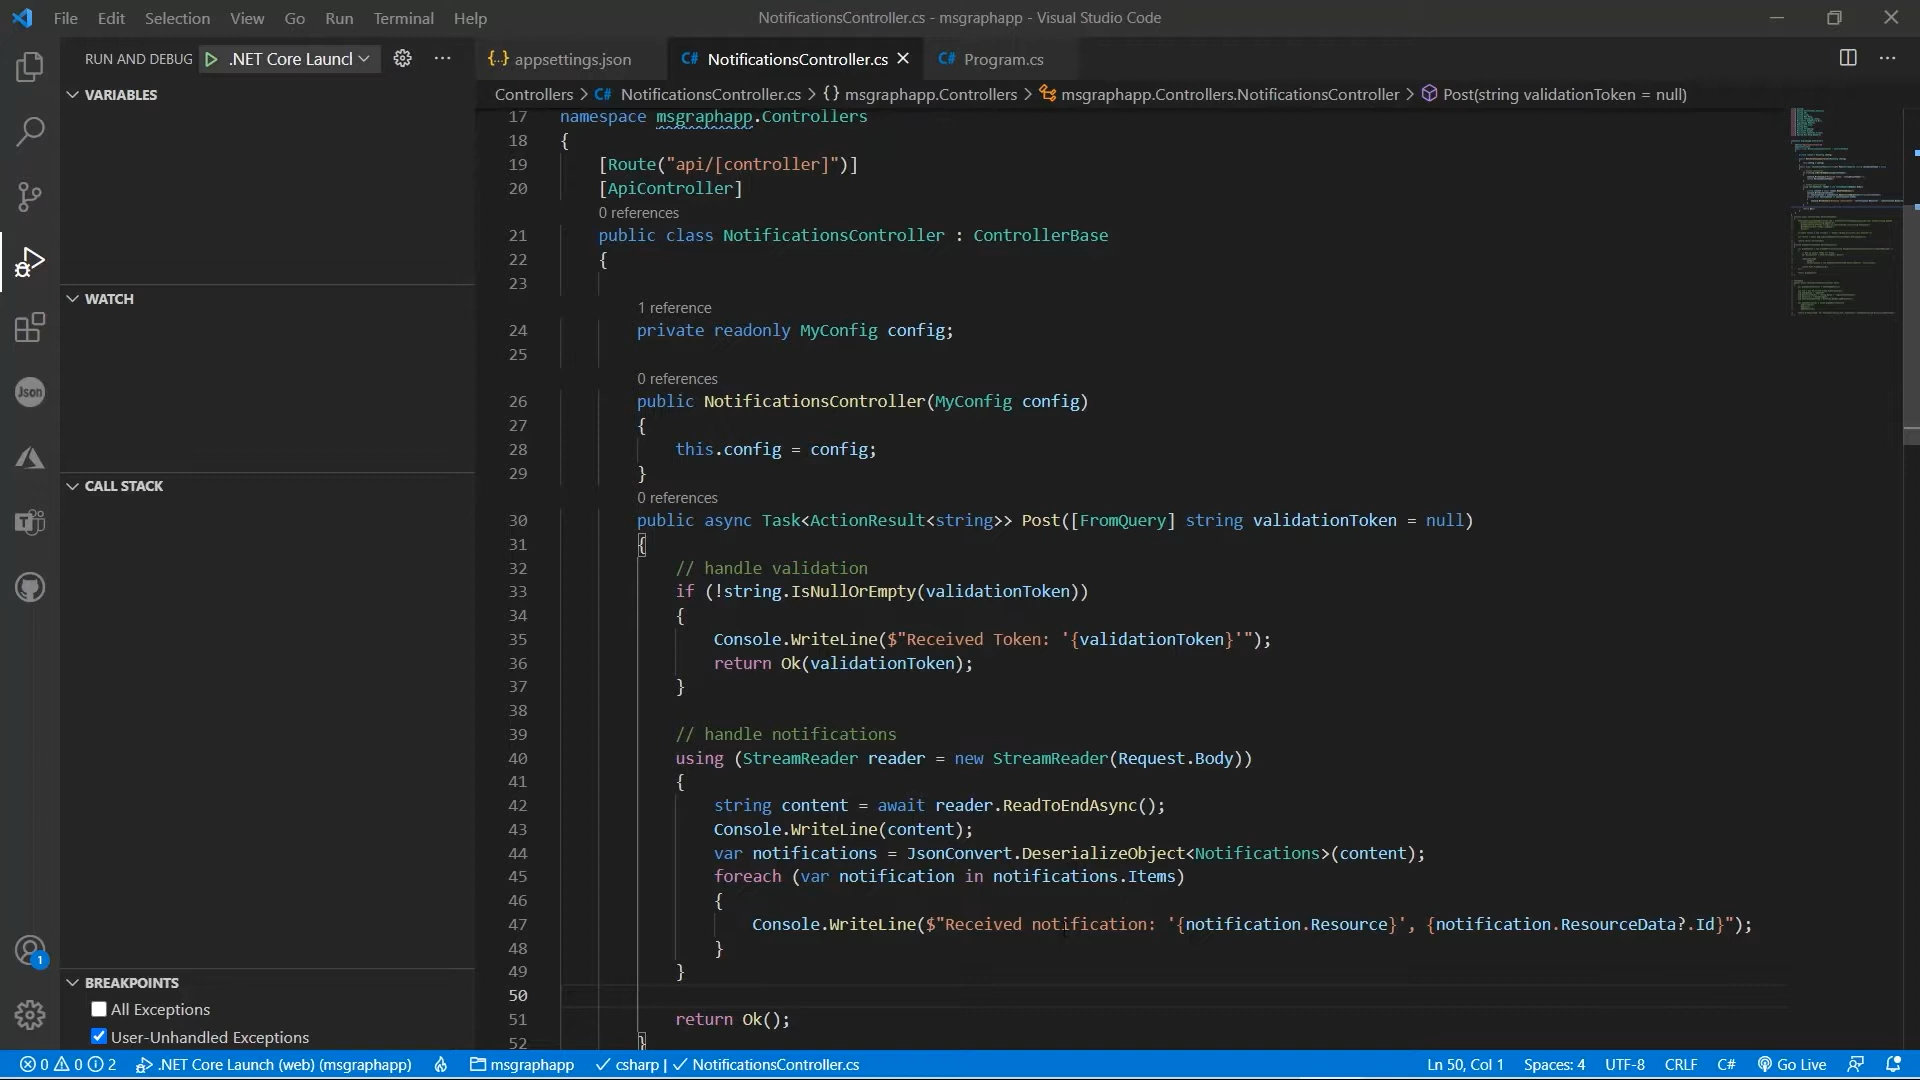 File Edit Selection View Go Run Terminal Help
NotificationsController.cs - msgraphapp - Visual Studio Code
RUN AND DEBUG .NET Core Launcl
appsettings.json C# NotificationsController.cs C# Program.cs
Controllers > C# NotificationsController.cs > {} msgraphapp.Controllers > msgraphapp.Controllers.NotificationsController > Post(string validationToken = null)
VARIABLES
WATCH
CALL STACK
Json
1
BREAKPOINTS
All Exceptions
User-Unhandled Exceptions
17 namespace msgraphapp.Controllers
18 {
19 [Route("api/[controller]")]
20 [ApiController]
0 references
21 public class NotificationsController : ControllerBase
22 {
23
1 reference
24 private readonly MyConfig config;
25
0 references
26 public NotificationsController(MyConfig config)
27 {
28 this.config = config;
29 }
0 references
30 public async Task<ActionResult<string>> Post([FromQuery] string validationToken = null)
31 {
32 // handle validation
33 if (!string.IsNullOrEmpty(validationToken))
34 {
35 Console.WriteLine($"Received Token: '{validationToken}'");
36 return Ok(validationToken);
37 }
38
39 // handle notifications
40 using (StreamReader reader = new StreamReader(Request.Body))
41 {
42 string content = await reader.ReadToEndAsync();
43 Console.WriteLine(content);
44 var notifications = JsonConvert.DeserializeObject<Notifications>(content);
45 foreach (var notification in notifications.Items)
46 {
47 Console.WriteLine($"Received notification: '{notification.Resource}', {notification.ResourceData?.Id}");
48 }
49 }
50
51 return Ok();
52 }
0 0 2 .NET Core Launch (web) (msgraphapp) msgraphapp csharp | NotificationsController.cs Ln 50, Col 1 Spaces: 4 UTF-8 CRLF C# Go Live